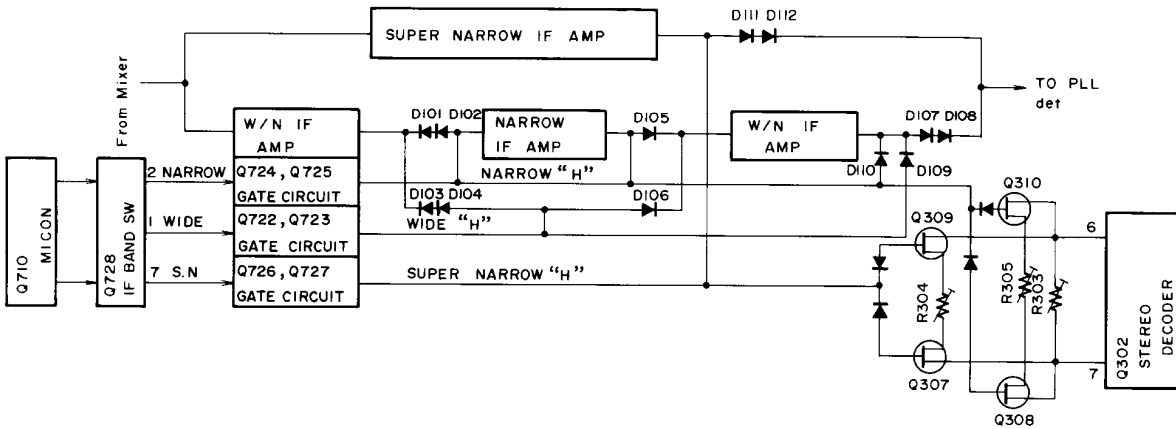 D111 D112
SUPER NARROW IF AMP
From Mixer
TO PLL
det
W/N IF
AMP
D101 D102
NARROW
IF AMP
D105
W/N IF
AMP
D107 D108
Q710 MICON
Q728
IF BAND SW
2 NARROW
Q724, Q725
GATE CIRCUIT
NARROW "H"
D110
D109
D103 D104
D106
WIDE "H"
1 WIDE
Q722, Q723
GATE CIRCUIT
7 S.N
Q726, Q727
GATE CIRCUIT
SUPER NARROW "H"
Q310
Q309
R304
R305
R303
6
7
Q307
Q308
Q302
STEREO
DECODER